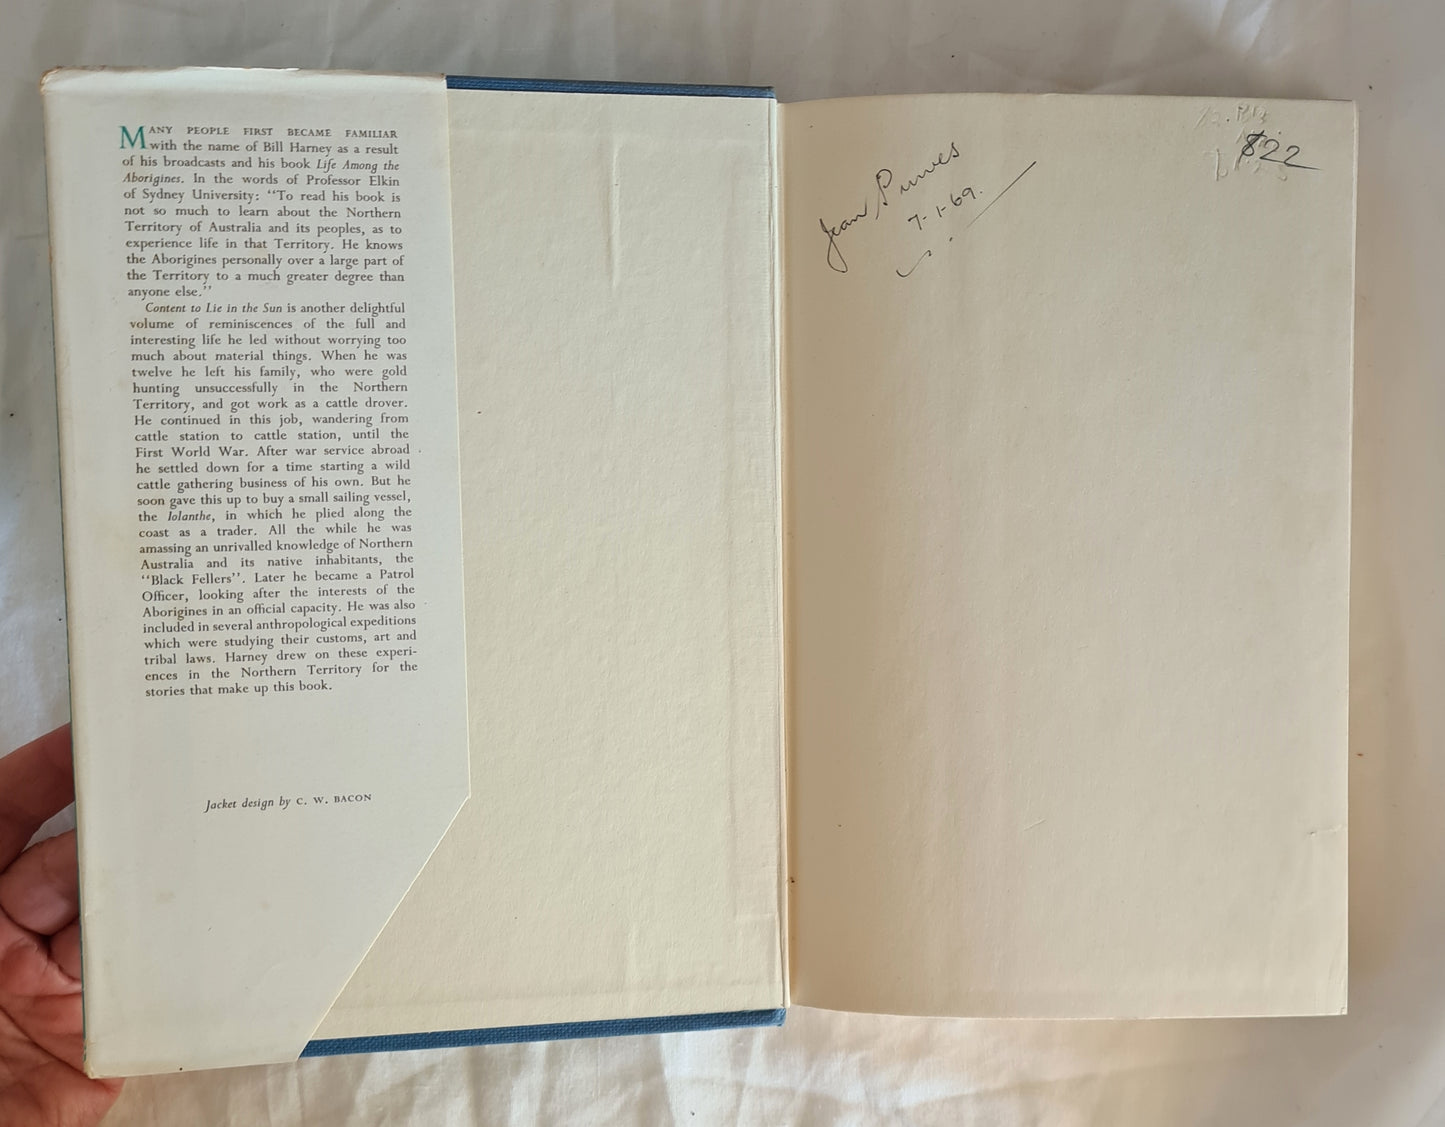 MANY PEOPLE FIRST BECAME FAMILIAR
with the name of Bill Harney as a result
of his broadcasts and his book Life Among the
Aborigines. In the words of Professor Elkin
of Sydney University: “To read his book is
not so much to learn about the Northern
Territory of Australia and its peoples, as to
experience life in that Territory. He knows
the Aborigines personally over a large part of
the Territory to a much greater degree than
anyone else.”
Content to Lie in the Sun is another delightful
volume of reminiscences of the full and
interesting life he led without worrying too
much about material things. When he was
twelve he left his family, who were gold
hunting unsuccessfully in the Northern
Territory, and got work as a cattle drover.
He continued in this job, wandering from
cattle station to cattle station, until the
First World War. After war service abroad
he settled down for a time starting a wild
cattle gathering business of his own. But he
soon gave this up to buy a small sailing vessel,
the Iolanthe, in which he plied along the
coast as a trader. All the while he was
amassing an unrivalled knowledge of Northern
Australia and its native inhabitants, the
“Black Fellers”. Later he became a Patrol
Officer, looking after the interests of the
Aborigines in an official capacity. He was also
included in several anthropological expeditions
which were studying their customs, art and
tribal laws. Harney drew on these experi-
ences in the Northern Territory for the
stories that make up this book.
Jacket design by C. W. BACON
Jean Purves
7-1-69.
$22